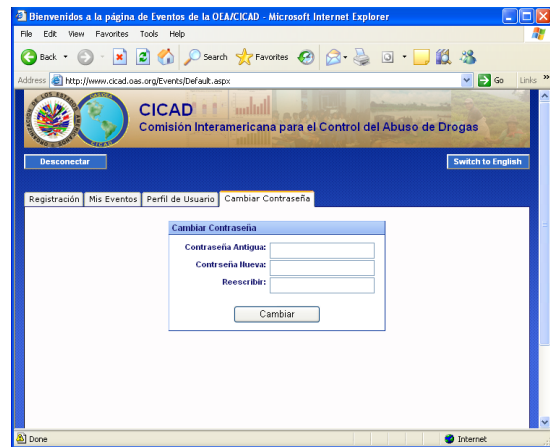 Bienvenidos a la página de Eventos de la OEA/CICAD - Microsoft Internet Explorer
File Edit View Favorites Tools Help
Back Search Favorites
Address http://www.cicad.oas.org/Events/Default.aspx Go Links »
CICAD
Comisión Interamericana para el Control del Abuso de Drogas
Desconectar Switch to English
Registración Mis Eventos Perfil de Usuario Cambiar Contraseña
Cambiar Contraseña
Contraseña Antigua:
Contrseña Nueva:
Reescribir:
Cambiar
Done Internet